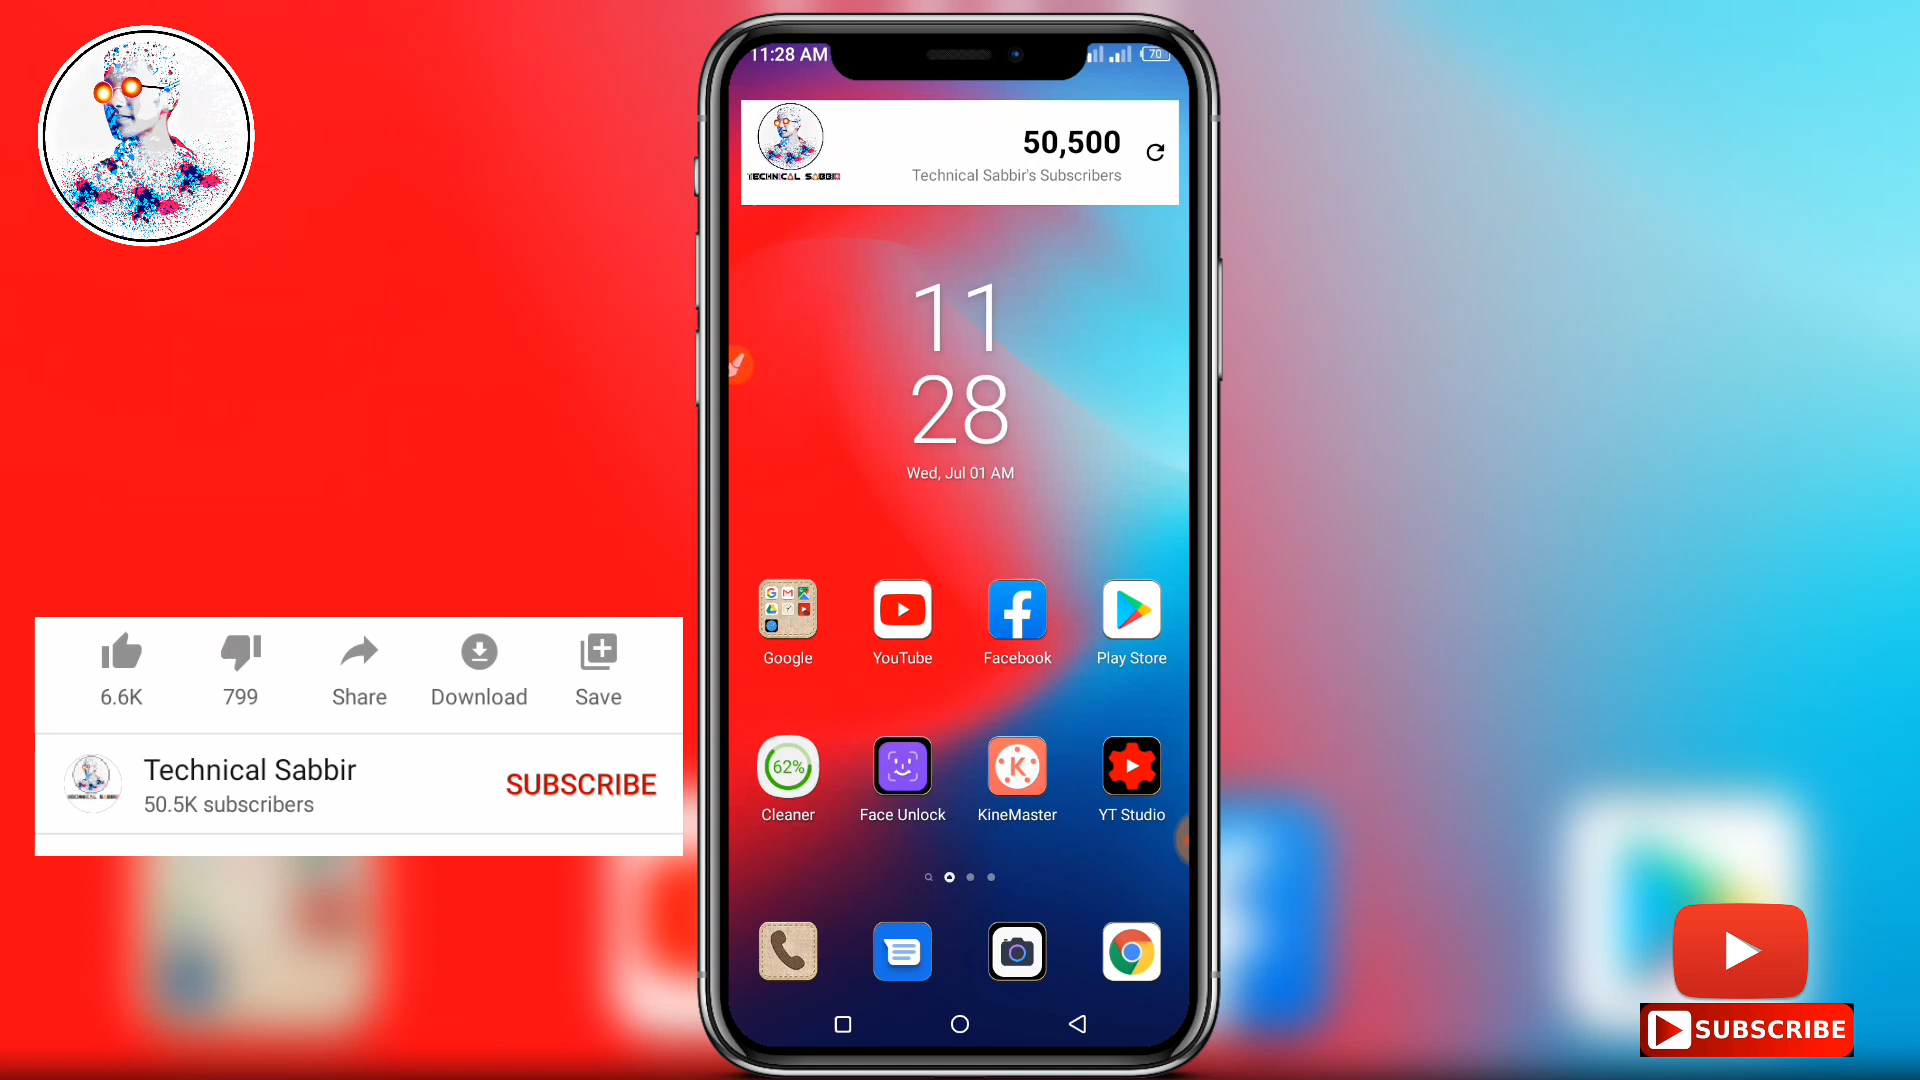 11:28 AM
70
TECHNICAL SABBIR
50,500
Technical Sabbir's Subscribers
11
28
Wed, Jul 01 AM
Google
YouTube
Facebook
Play Store
62%
Cleaner
Face Unlock
K
KineMaster
YT Studio
6.6K
799
Share
Download
Save
Technical Sabbir
50.5K subscribers
SUBSCRIBE
SUBSCRIBE